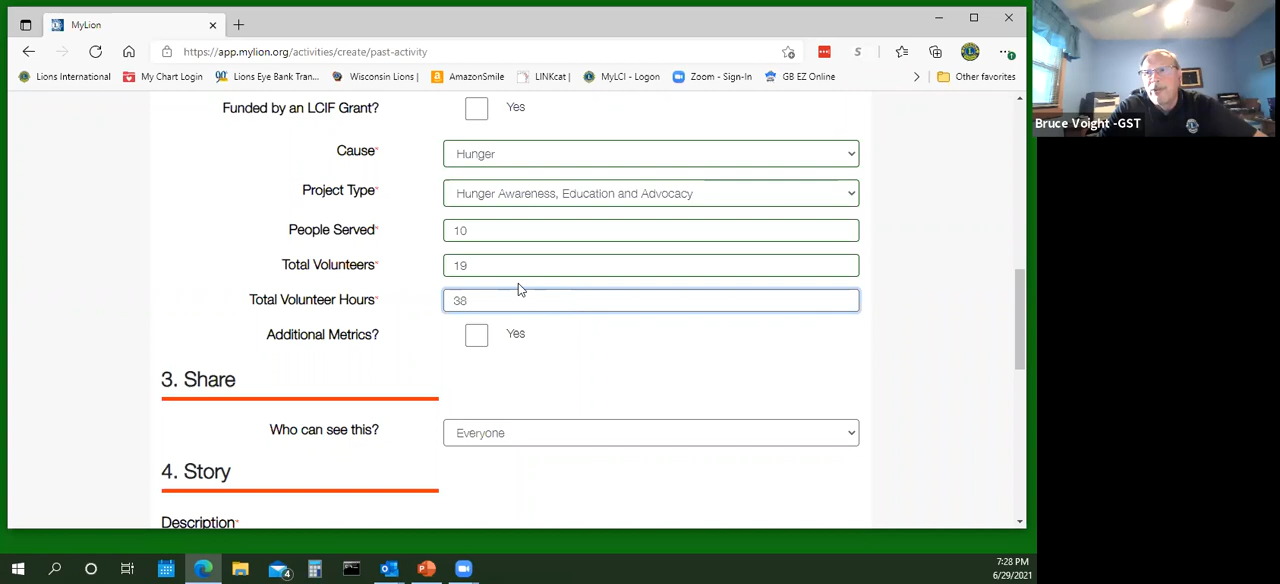 MyLion
https://app.mylion.org/activities/create/past-activity
Lions International My Chart Login Lions Eye Bank Tran... Wisconsin Lions | AmazonSmile LINKcat | MyLCI - Logon Zoom - Sign-In GB EZ Online Other favorites
Bruce Voight -GST
Funded by an LCIF Grant? Yes
Cause* Hunger
Project Type* Hunger Awareness, Education and Advocacy
People Served* 10
Total Volunteers* 19
Total Volunteer Hours* 38
Additional Metrics? Yes
3. Share
Who can see this? Everyone
4. Story
Description*
4
7:28 PM
6/29/2021